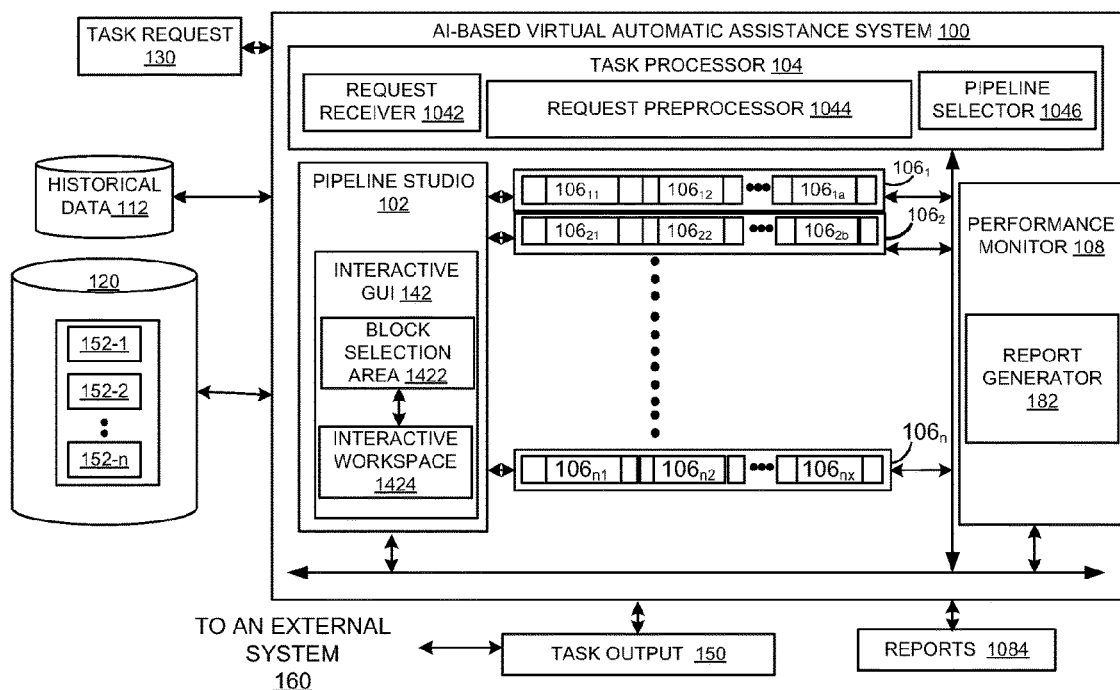 TASK REQUEST
130
AI-BASED VIRTUAL AUTOMATIC ASSISTANCE SYSTEM 100
TASK PROCESSOR 104
REQUEST
RECEIVER 1042
REQUEST PREPROCESSOR 1044
PIPELINE
SELECTOR 1046
HISTORICAL
DATA 112
PIPELINE STUDIO
102
106₁₁
106₁₂
106₁ₐ
106₁
106₂₁
106₂₂
106₂b
106₂
PERFORMANCE
MONITOR 108
120
152-1
152-2
152-n
INTERACTIVE
GUI 142
BLOCK
SELECTION
AREA 1422
INTERACTIVE
WORKSPACE
1424
REPORT
GENERATOR
182
106ₙ₁
106ₙ₂
106ₙₓ
106ₙ
TO AN EXTERNAL
SYSTEM
160
TASK OUTPUT 150
REPORTS 1084